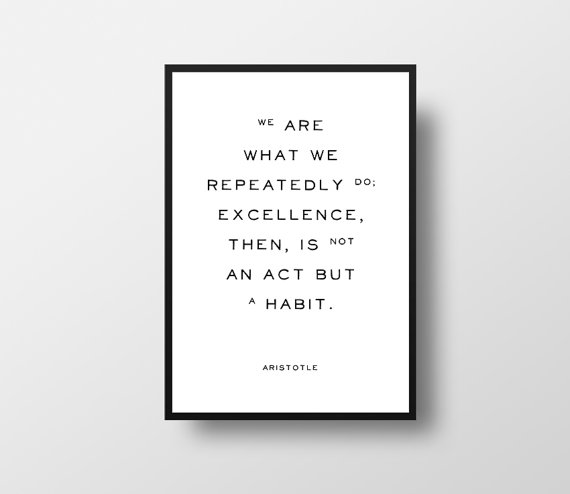 WE ARE
WHAT WE
REPEATEDLY DO;
EXCELLENCE,
THEN, IS NOT
AN ACT BUT
A HABIT.
ARISTOTLE